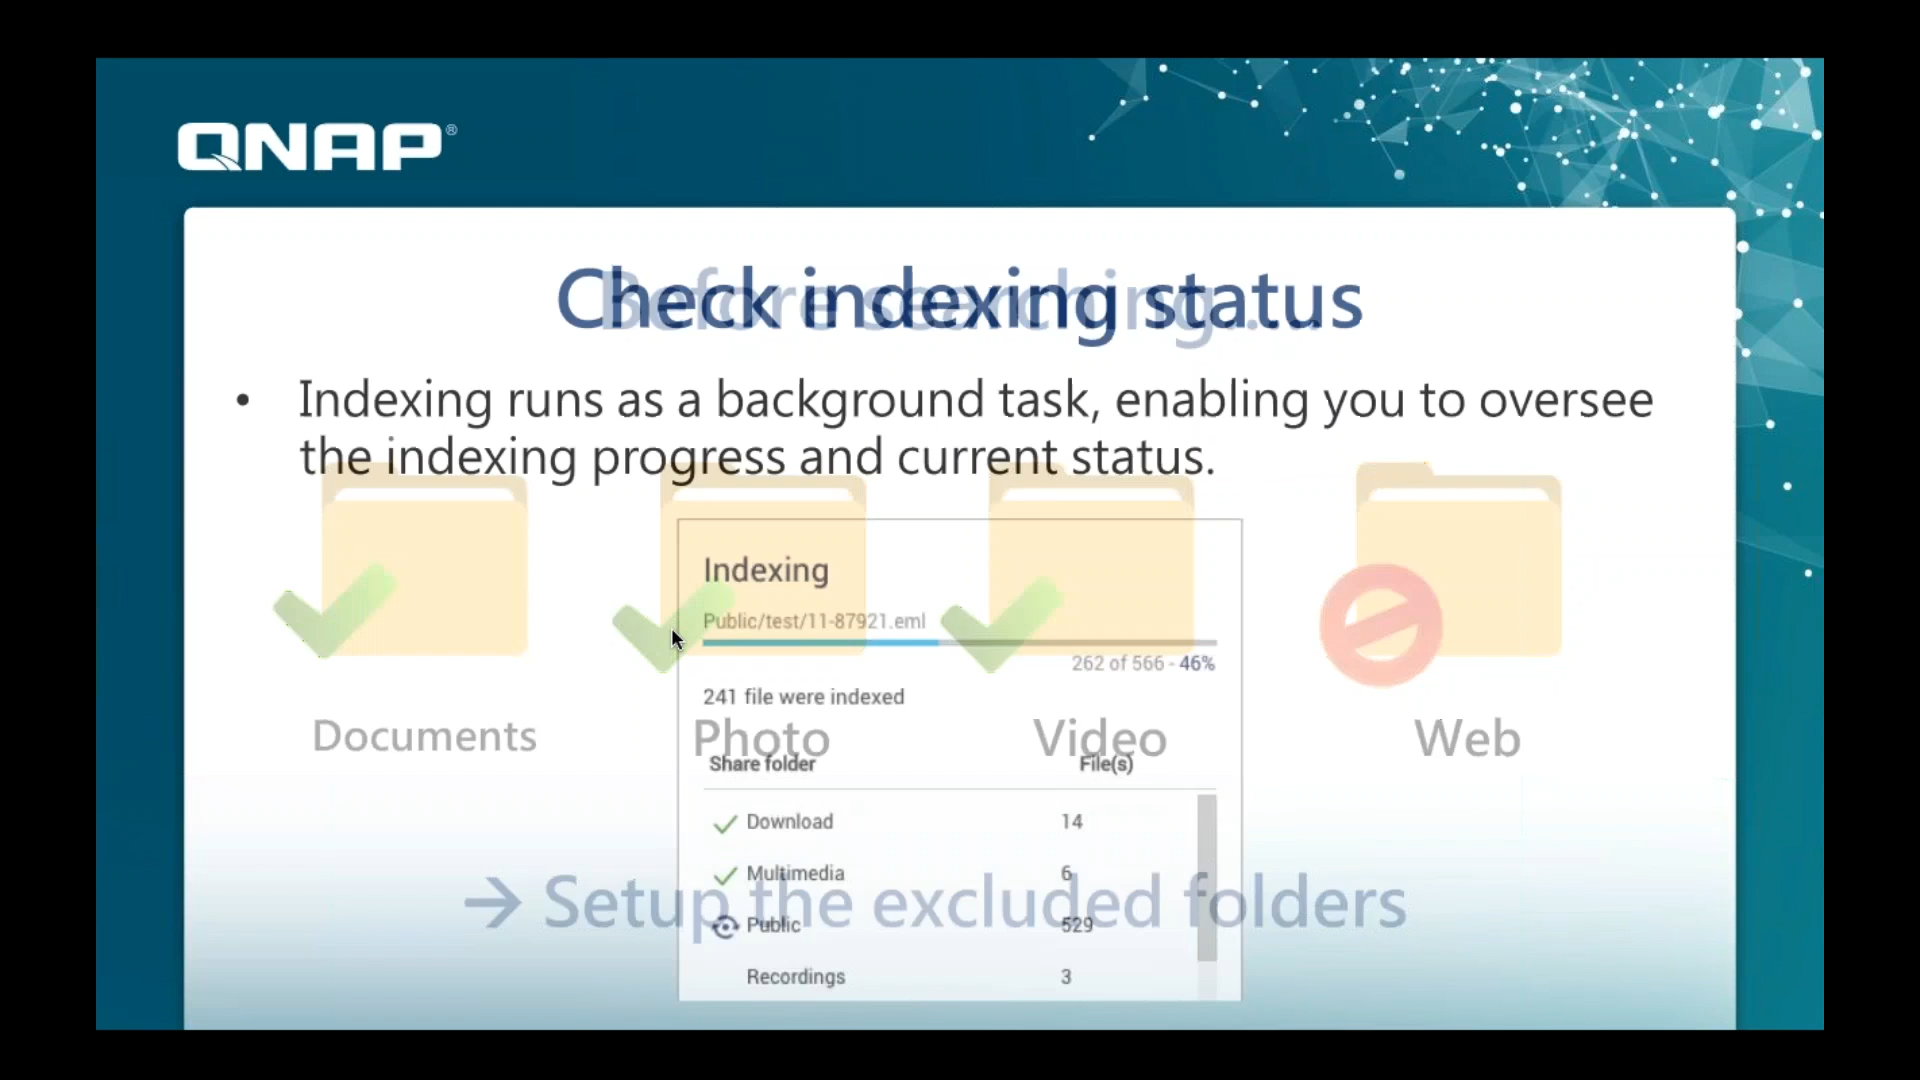 QNAP®
Check indexing status
Before searching....
• Indexing runs as a background task, enabling you to oversee
the indexing progress and current status.
Indexing
Public/test/11-87921.eml
262 of 566 - 46%
241 file were indexed
Documents
Photo
Video
Web
Share folder File(s)
Download 14
Multimedia 6
→ Setup the excluded folders
Public 529
Recordings 3